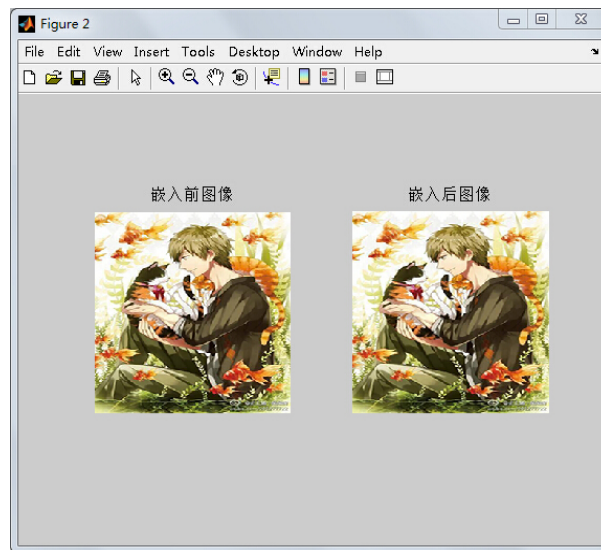 Figure 2
File Edit View Insert Tools Desktop Window Help
嵌入前图像
嵌入后图像